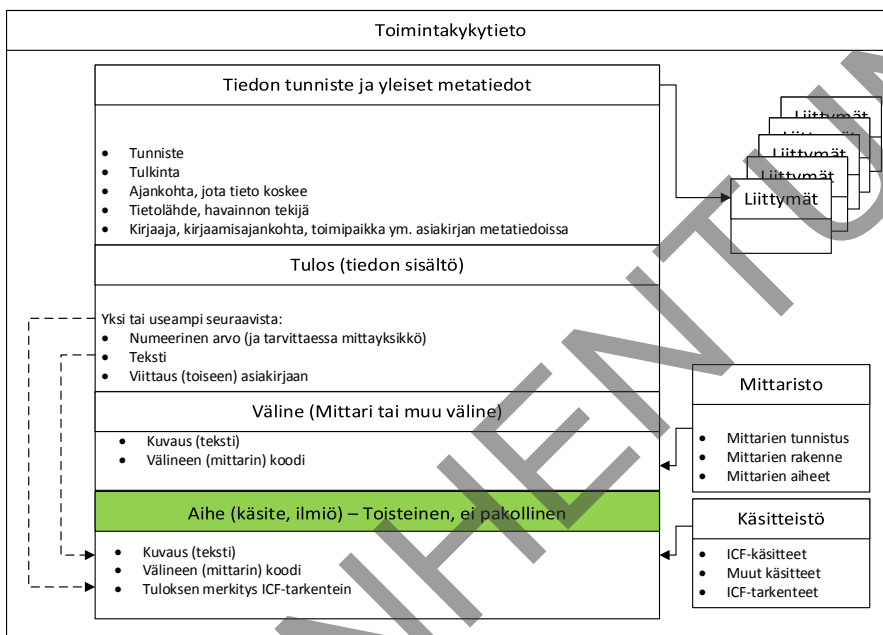 Toimintakykytieto
Tiedon tunniste ja yleiset metatiedot
• Tunniste
• Tulkinta
• Ajankohta, jota tieto koskee
• Tietolähde, havainnon tekijä
• Kirjaaja, kirjaamisajankohta, toimipaikka ym. asiakirjan metatiedoissa
Liittymät
Liittymät
Liittymät
Liittymät
Liittymät
Tulos (tiedon sisältö)
Yksi tai useampi seuraavista:
• Numeerinen arvo (ja tarvittaessa mittayksikkö)
• Teksti
• Viittaus (toiseen) asiakirjaan
Väline (Mittari tai muu väline)
• Kuvaus (teksti)
• Välineen (mittarin) koodi
Mittaristo
• Mittarien tunnistus
• Mittarien rakenne
• Mittarien aiheet
Aihe (käsite, ilmiö) – Toisteinen, ei pakollinen
• Kuvaus (teksti)
• Välineen (mittarin) koodi
• Tuloksen merkitys ICF-tarkentein
Käsitteistö
• ICF-käsitteet
• Muut käsitteet
• ICF-tarkenteet